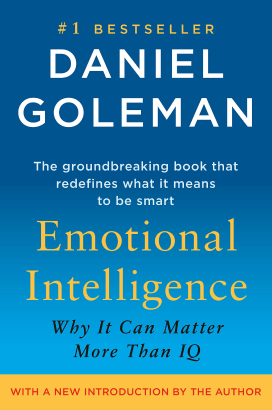 #1 BESTSELLER
DANIEL
GOLEMAN
The groundbreaking book that
redefines what it means
to be smart
Emotional
Intelligence
Why It Can Matter
More Than IQ
WITH A NEW INTRODUCTION BY THE AUTHOR